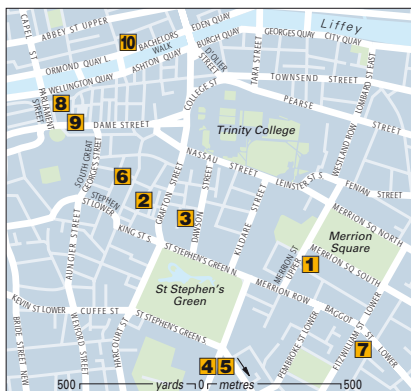 CAPEL ST
ABBEY ST UPPER
EDEN QUAY
Liffey
10
BACHELORS
WALK
BURGH QUAY
GEORGES QUAY
CITY QUAY
ORMOND QUAY L.
ASHTON QUAY
D'OLIER
STREET
TARA STREET
LOMBARD ST EAST
WELLINGTON QUAY
COLLEGE ST
TOWNSEND STREET
8
PARLIAMENT
STREET
9
DAME STREET
PEARSE STREET
Trinity College
WESTLAND ROW
SOUTH GREAT
GEORGES STREET
NASSAU STREET
LEINSTER ST S
FENIAN STREET
6
2
STEPHEN
ST LOWER
GRAFTON STREET
3
DAWSON STREET
KILDARE STREET
MERRION SQ NORTH
Merrion
Square
AUNGIER STREET
KING ST S
ST STEPHEN'S GREEN N
MERRION ST
UPPER
1
MERRION SQ SOUTH
St Stephen's
Green
MERRION ROW
BAGGOT ST LOWER
KEVIN ST LOWER
CUFFE ST
ST STEPHEN'S GREEN S
BRIDE STREET NEW
WEXFORD STREET
HARCOURT ST
4
5
PEMBROKE ST LOWER
FITZWILLIAM ST LOWER
7
500
yards
0
metres
500